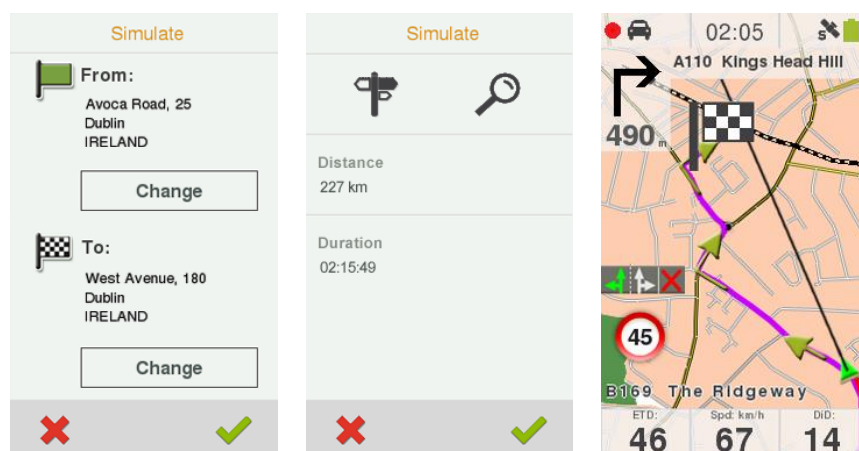 Simulate
From:
Avoca Road, 25
Dublin
IRELAND
Change
To:
West Avenue, 180
Dublin
IRELAND
Change
Simulate
Distance
227 km
Duration
02:15:49
02:05
S
A110 Kings Head Hill
490 m
45
B169 The Ridgeway
ETD:
46
Spd: km/h
67
DiD:
14